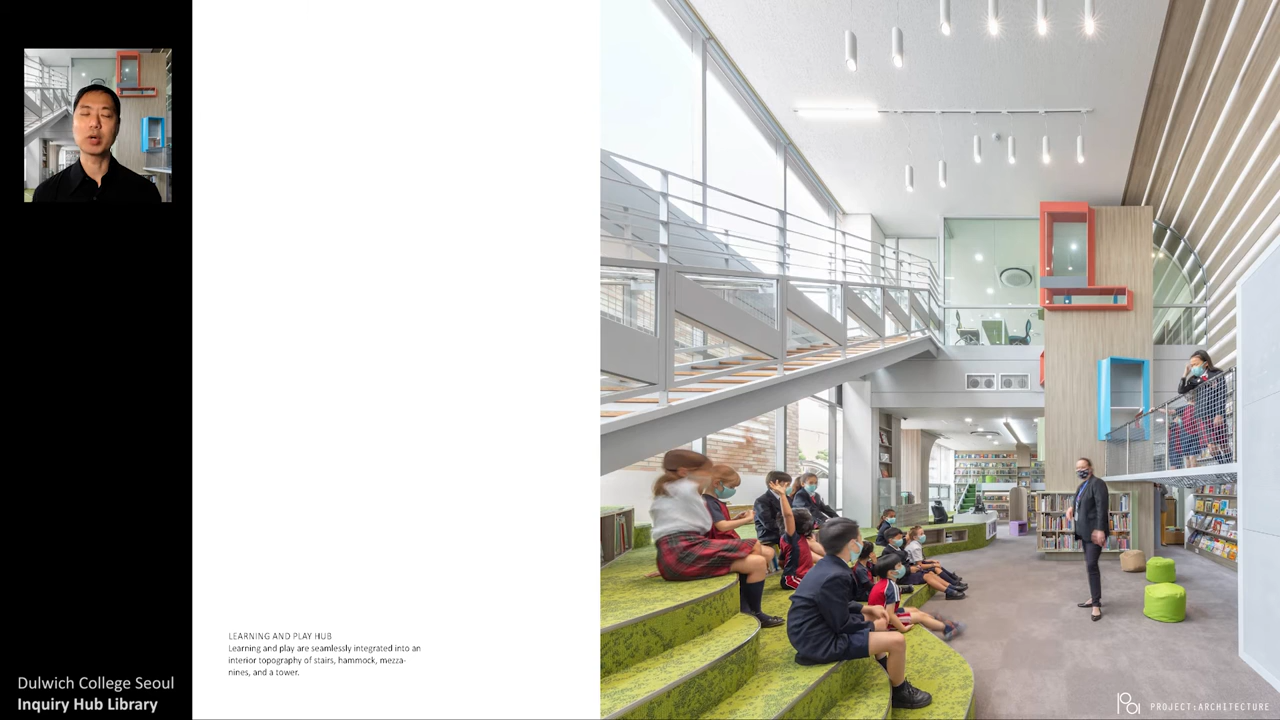 LEARNING AND PLAY HUB
Learning and play are seamlessly integrated into an
interior topography of stairs, hammock, mezza-
nines, and a tower.
Dulwich College Seoul
Inquiry Hub Library
PROJECT:ARCHITECTURE